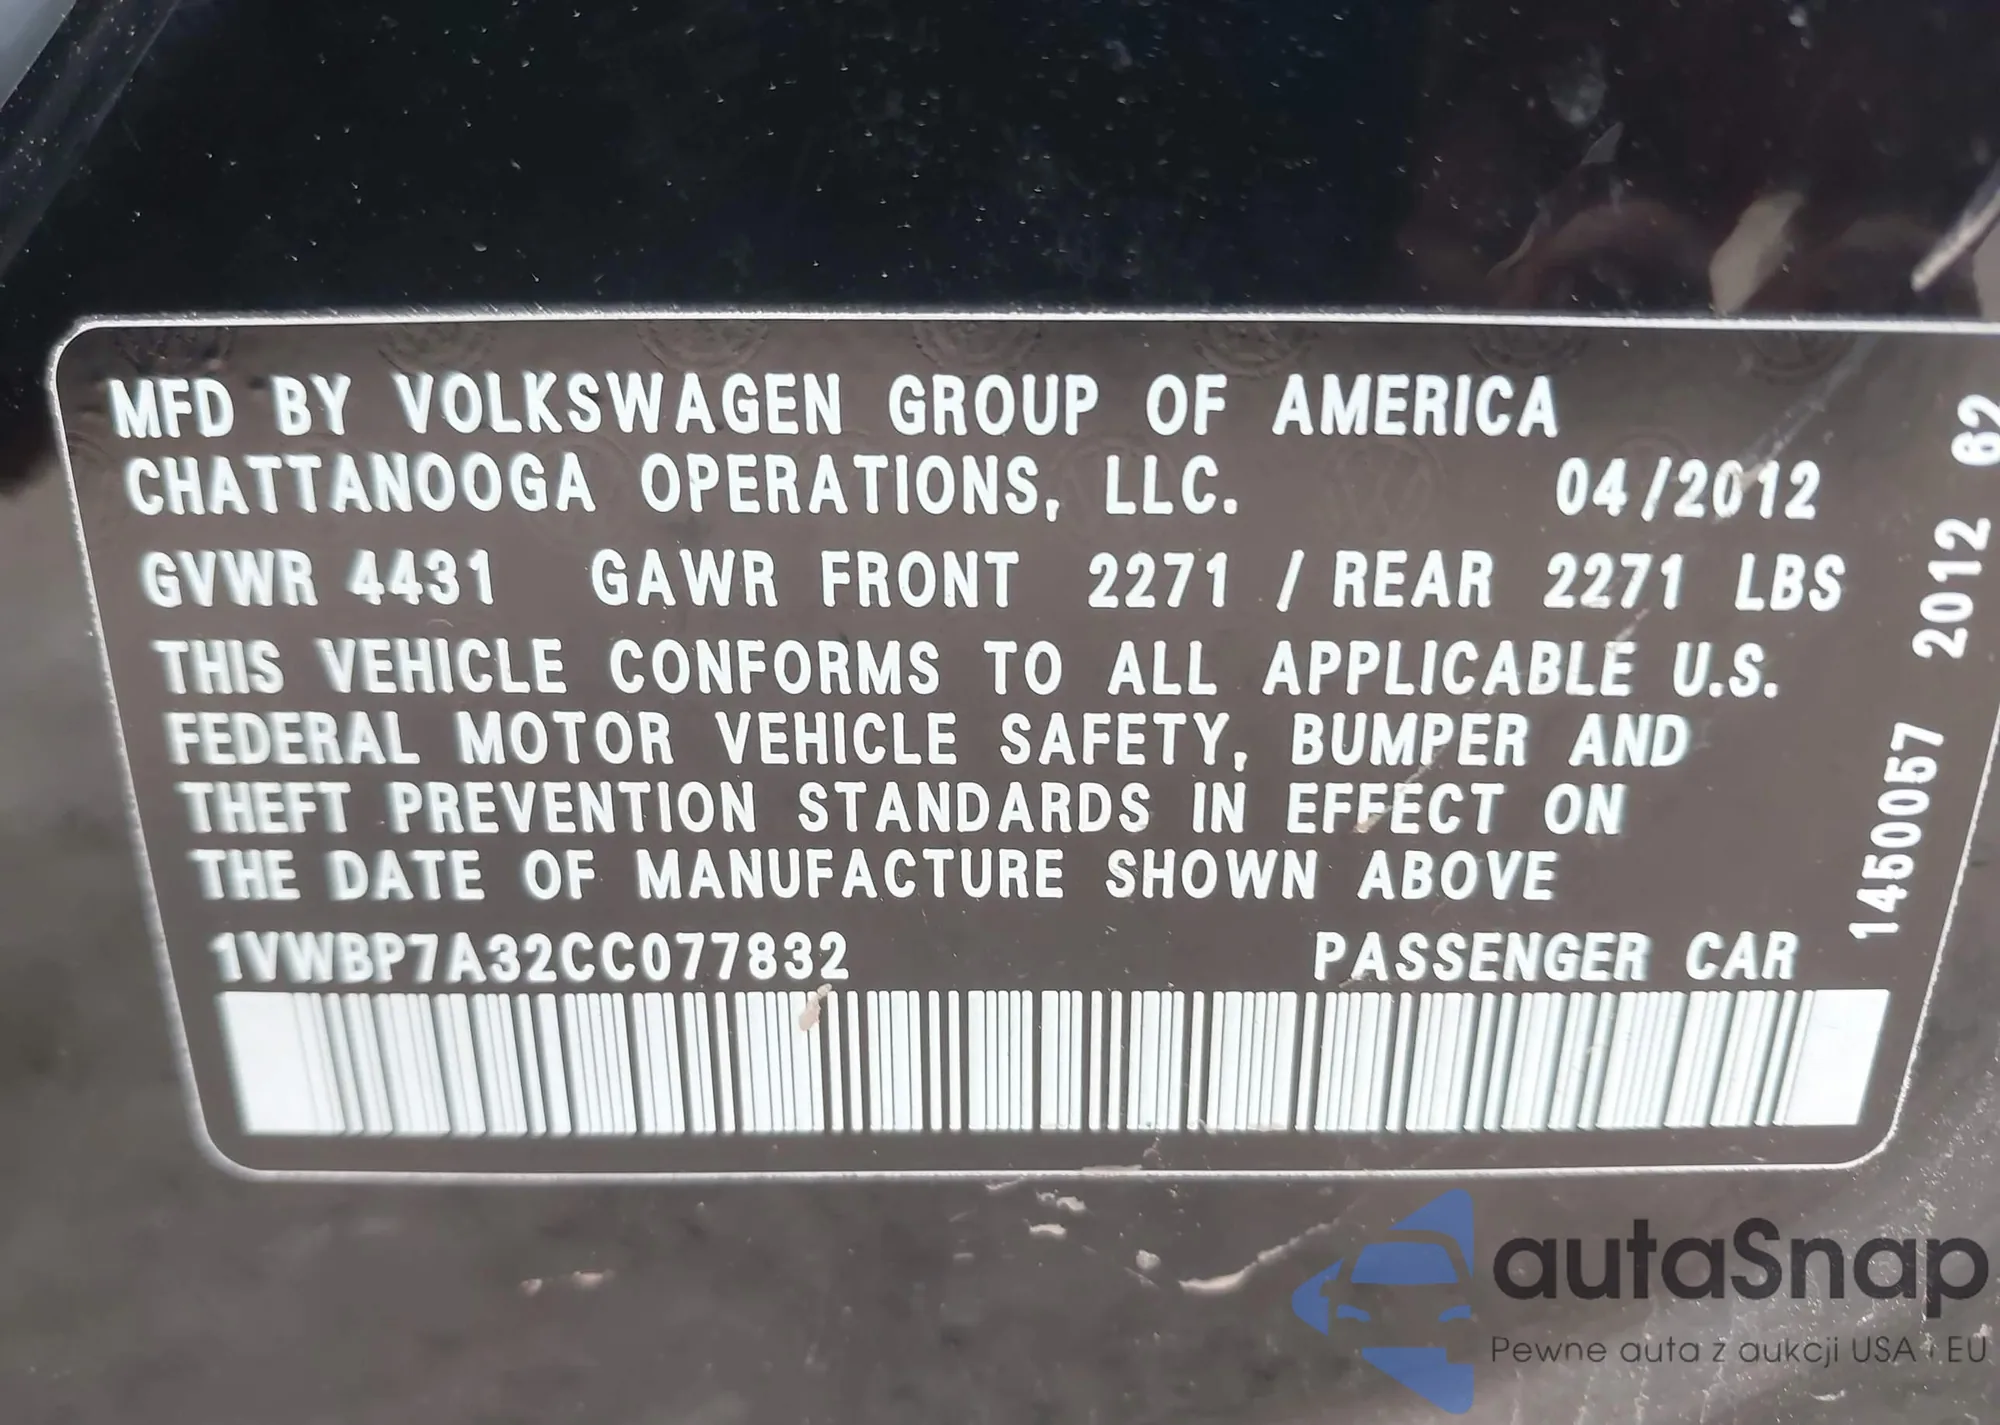 MFD BY VOLKSWAGEN GROUP OF AMERICA
CHATTANOOGA OPERATIONS, LLC. 04/2012
GVWR 4431 GAWR FRONT 2271 / REAR 2271 LBS
THIS VEHICLE CONFORMS TO ALL APPLICABLE U.S.
FEDERAL MOTOR VEHICLE SAFETY, BUMPER AND
THEFT PREVENTION STANDARDS IN EFFECT ON
THE DATE OF MANUFACTURE SHOWN ABOVE
1VWBP7A32CC077832 PASSENGER CAR
1450057 2012 62
autaSnap
Pewne auta z aukcji USA i EU